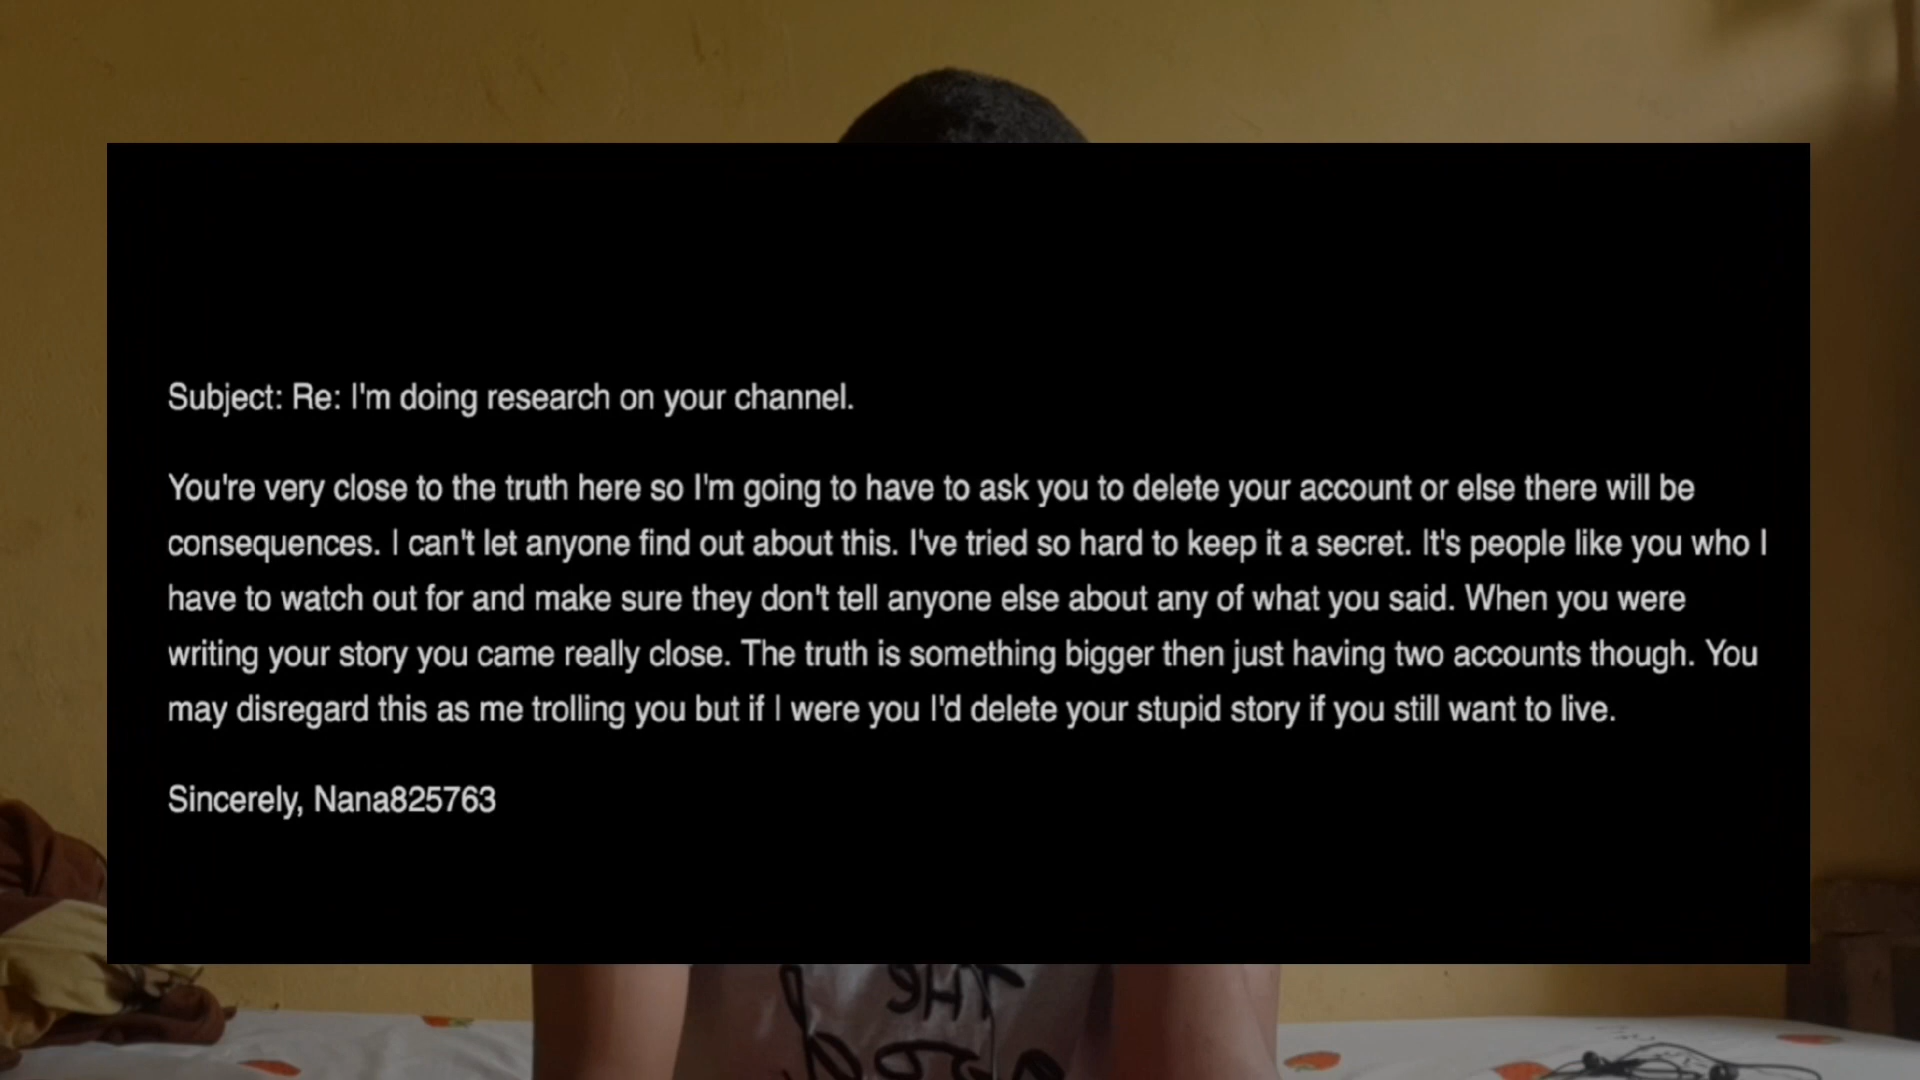 Subject: Re: I'm doing research on your channel.
You're very close to the truth here so I'm going to have to ask you to delete your account or else there will be
consequences. I can't let anyone find out about this. I've tried so hard to keep it a secret. It's people like you who I
have to watch out for and make sure they don't tell anyone else about any of what you said. When you were
writing your story you came really close. The truth is something bigger then just having two accounts though. You
may disregard this as me trolling you but if I were you I'd delete your stupid story if you still want to live.
Sincerely, Nana825763
THE